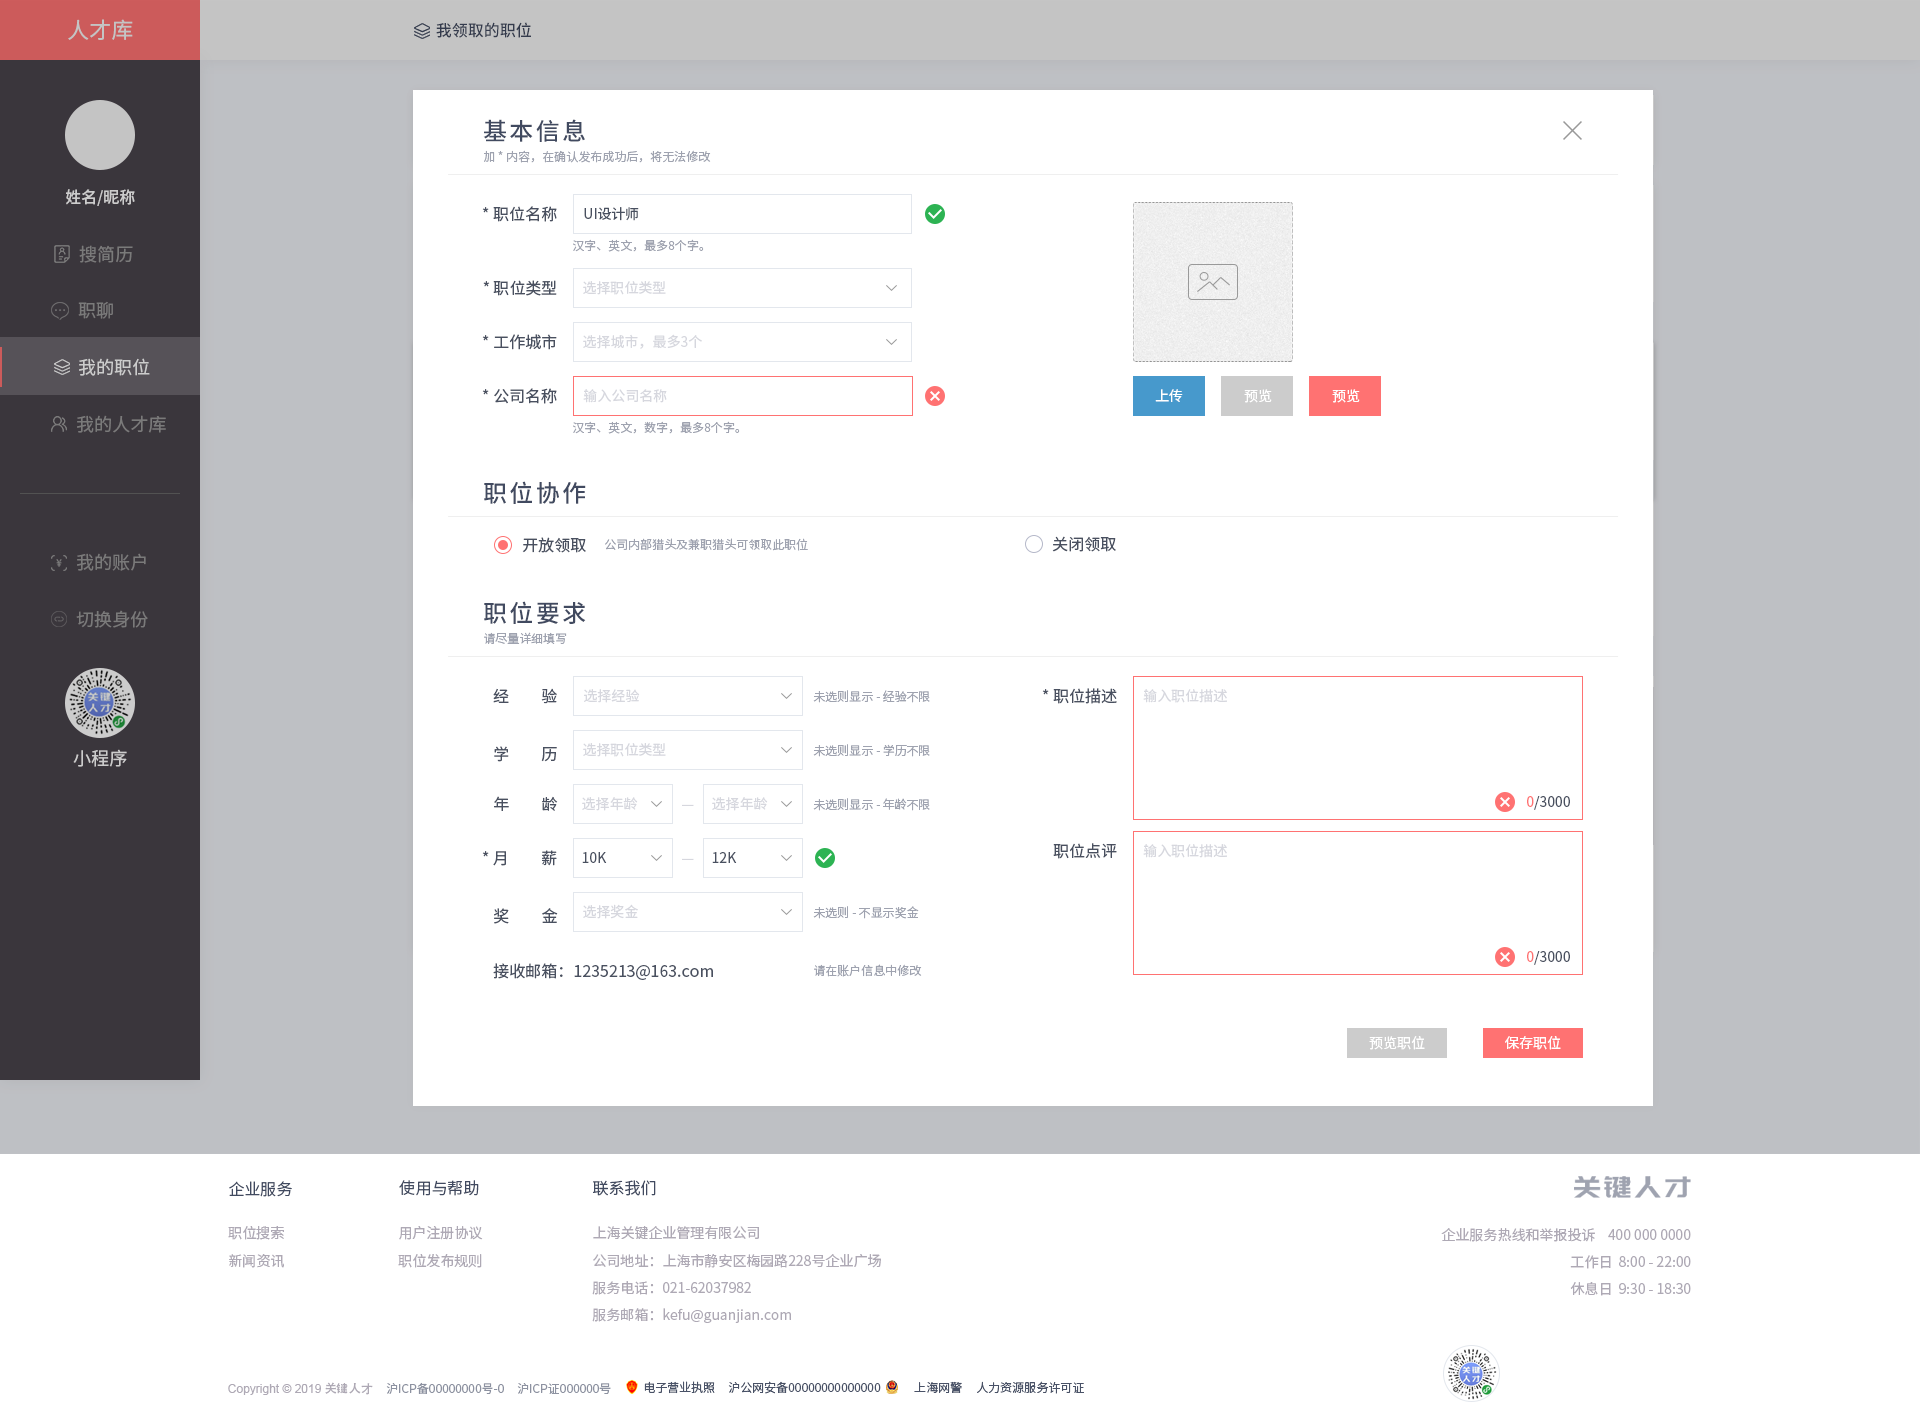 人才库
我领取的职位
姓名/昵称
搜简历
职聊
我的职位
我的人才库
我的账户
切换身份
关键
人才
小程序
基本信息
加 * 内容，在确认发布成功后，将无法修改
* 职位名称 UI设计师
汉字、英文，最多8个字。
* 职位类型 选择职位类型
* 工作城市 选择城市，最多3个
* 公司名称 输入公司名称
汉字、英文，数字，最多8个字。
上传 预览 预览
职位协作
开放领取 公司内部猎头及兼职猎头可领取此职位 关闭领取
职位要求
请尽量详细填写
经 验 选择经验 未选则显示 - 经验不限
学 历 选择职位类型 未选则显示 - 学历不限
年 龄 选择年龄 — 选择年龄 未选则显示 - 年龄不限
* 月 薪 10K — 12K
奖 金 选择奖金 未选则 - 不显示奖金
接收邮箱：1235213@163.com 请在账户信息中修改
* 职位描述 输入职位描述
0/3000
职位点评 输入职位描述
0/3000
预览职位 保存职位
企业服务
职位搜索
新闻资讯
使用与帮助
用户注册协议
职位发布规则
联系我们
上海关键企业管理有限公司
公司地址：上海市静安区梅园路228号企业广场
服务电话：021-62037982
服务邮箱：kefu@guanjian.com
关键人才
企业服务热线和举报投诉 400 000 0000
工作日 8:00 - 22:00
休息日 9:30 - 18:30
关键
人才
Copyright © 2019 关键人才 沪ICP备00000000号-0 沪ICP证000000号 电子营业执照 沪公网安备00000000000000 上海网警 人力资源服务许可证